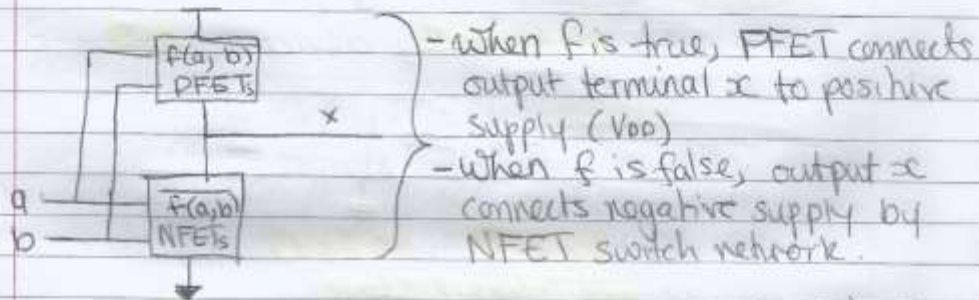 f(a, b)
PFETs
x
a
b
f(a,b)
NFETs
- When f is true, PFET connects
output terminal x to positive
supply (VDD)
- When f is false, output x
connects negative supply by
NFET switch network.